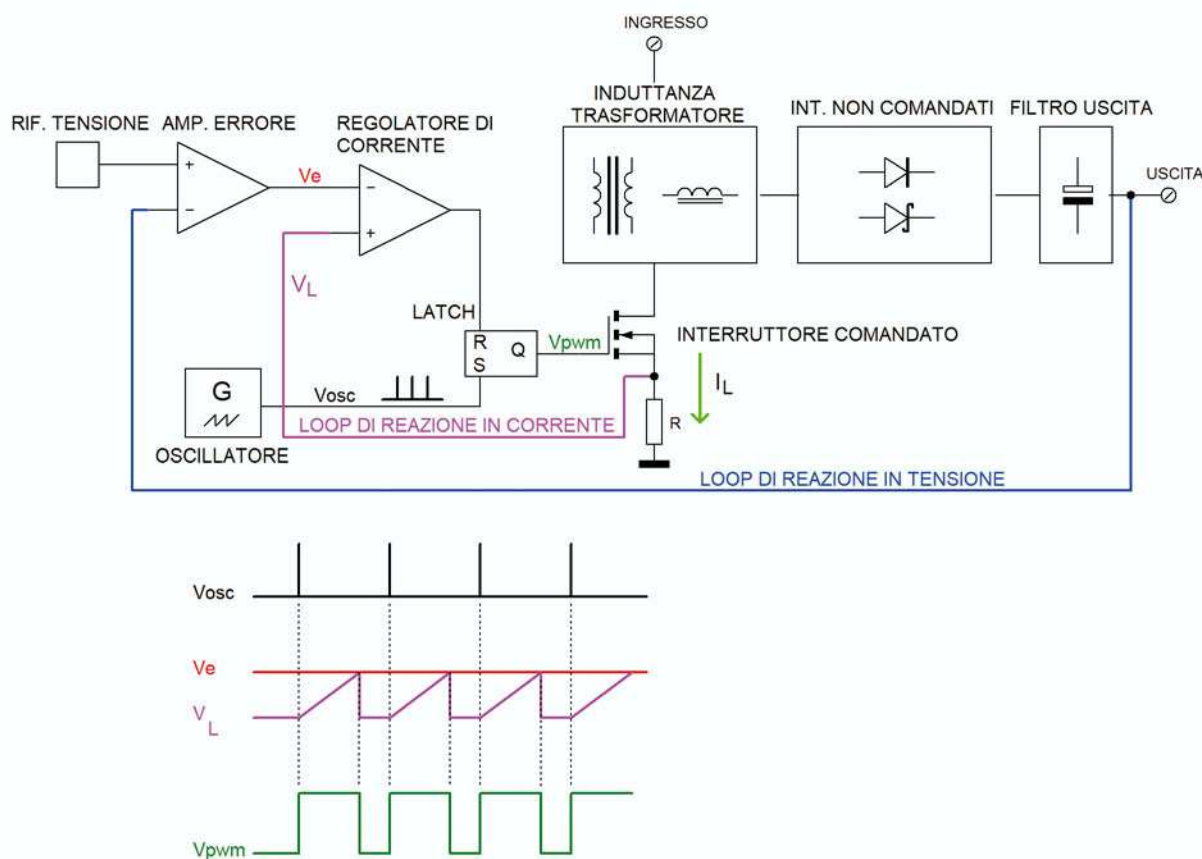 INGRESSO
INDUTTANZA
TRASFORMATORE
INT. NON COMANDATI
FILTRO USCITA
RIF. TENSIONE
AMP. ERRORE
REGOLATORE DI
CORRENTE
USCITA
+
−
Ve
−
+
VL
LATCH
R
S
Q
Vpwm
INTERRUTTORE COMANDATO
IL
R
G
Vosc
OSCILLATORE
LOOP DI REAZIONE IN CORRENTE
LOOP DI REAZIONE IN TENSIONE
Vosc
Ve
VL
Vpwm